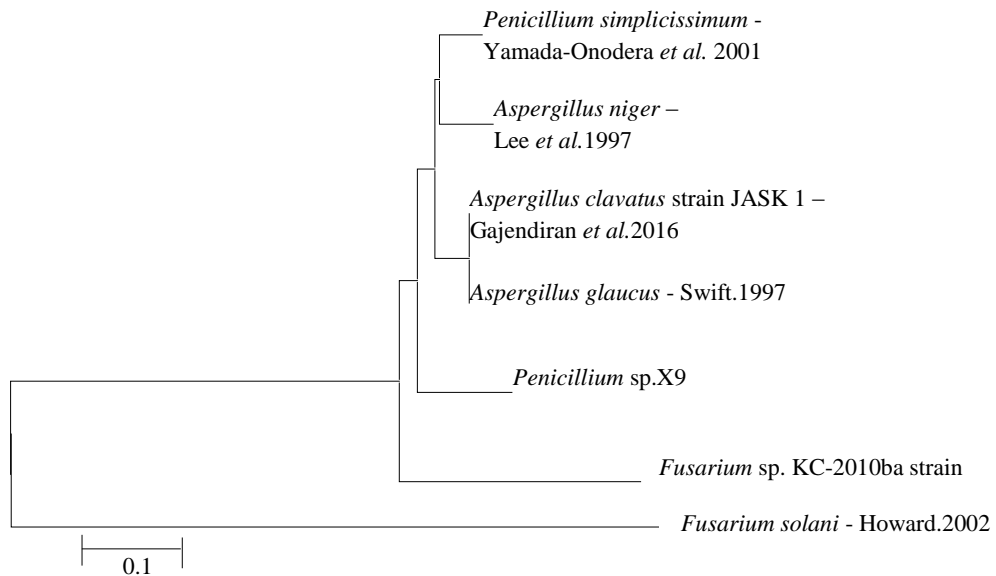 Penicillium simplicissimum -
Yamada-Onodera et al. 2001
Aspergillus niger –
Lee et al.1997
Aspergillus clavatus strain JASK 1 –
Gajendiran et al.2016
Aspergillus glaucus - Swift.1997
Penicillium sp.X9
Fusarium sp. KC-2010ba strain
Fusarium solani - Howard.2002
0.1